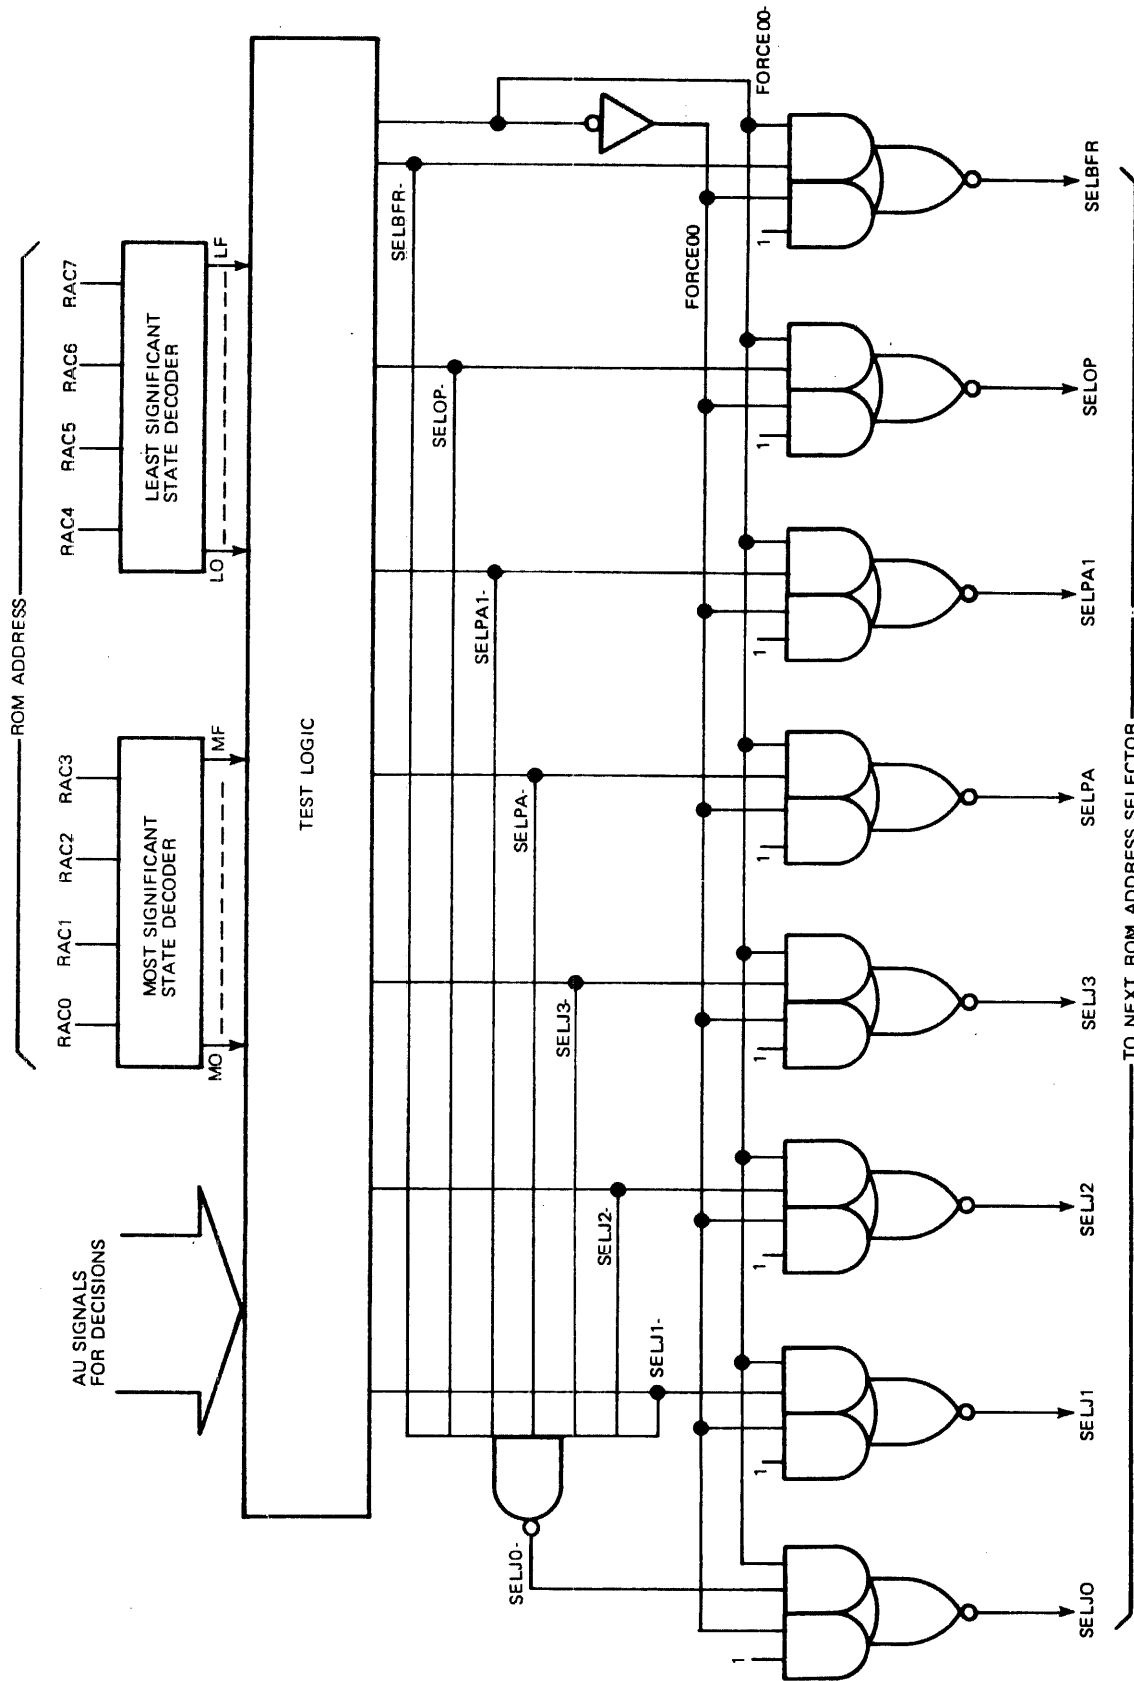 ROM ADDRESS
RAC0
RAC1
RAC2
RAC3
RAC4
RAC5
RAC6
RAC7
AU SIGNALS
FOR DECISIONS
MOST SIGNIFICANT
STATE DECODER
LEAST SIGNIFICANT
STATE DECODER
MO
MF
LO
LF
TEST LOGIC
SELBFR-
SELOP-
SELPA1-
SELPA-
SELJ3-
SELJ2-
SELJ1-
SELJ0-
FORCE00
FORCE00-
1
1
1
1
1
1
1
1
SELJO
SELJ1
SELJ2
SELJ3
SELPA
SELPA1
SELOP
SELBFR
TO NEXT ROM ADDRESS SELECTOR